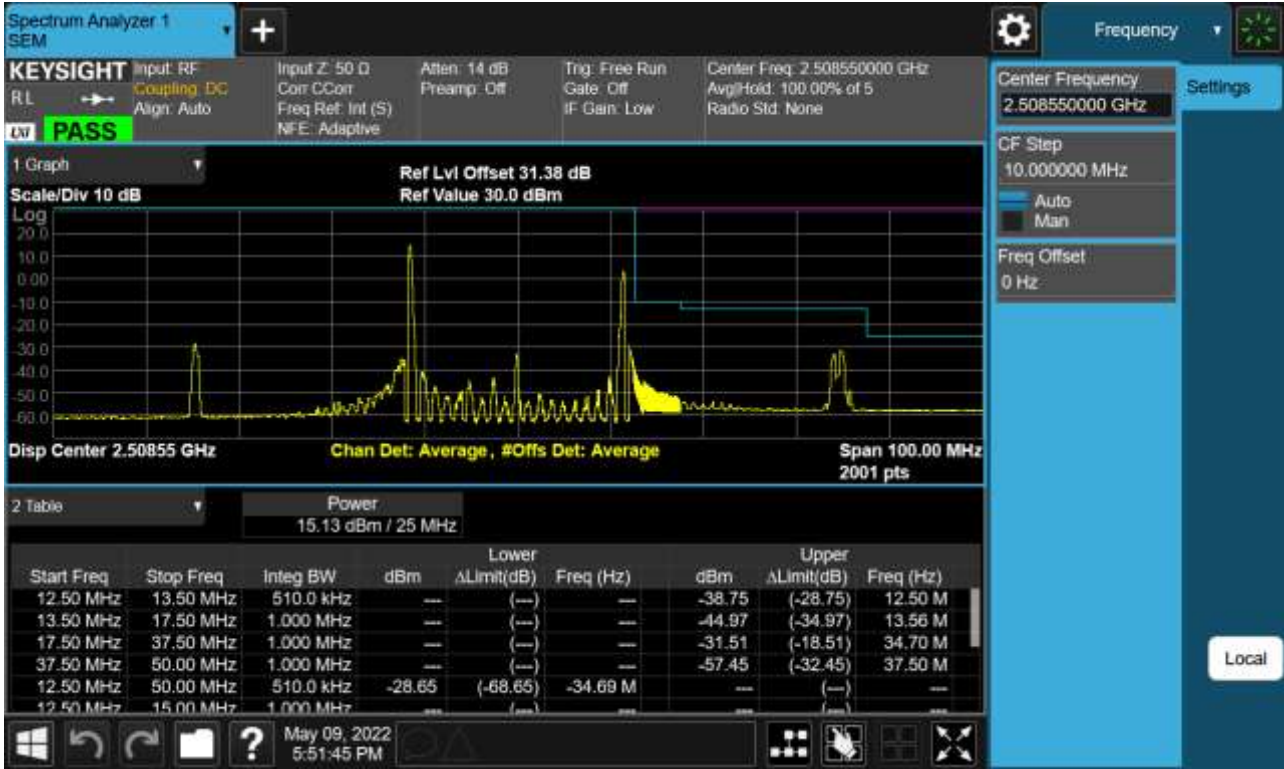 Spectrum Analyzer 1
SEM
+
Frequency
KEYSIGHT
Input: RF
Coupling: DC
Align: Auto
RL
LXI
PASS
Input Z: 50 Ω
Corr CCorr
Freq Ref: Int (S)
NFE: Adaptive
Atten: 14 dB
Preamp: Off
Trig: Free Run
Gate: Off
IF Gain: Low
Center Freq: 2.508550000 GHz
Avg|Hold: 100.00% of 5
Radio Std: None
Center Frequency
2.508550000 GHz
Settings
CF Step
10.000000 MHz
Auto
Man
Freq Offset
0 Hz
1 Graph
Scale/Div 10 dB
Ref Lvl Offset 31.38 dB
Ref Value 30.0 dBm
Log
20.0
10.0
0.00
-10.0
-20.0
-30.0
-40.0
-50.0
-60.0
Disp Center 2.50855 GHz
Chan Det: Average, #Offs Det: Average
Span 100.00 MHz
2001 pts
2 Table
Power
15.13 dBm / 25 MHz
Lower Upper
Start Freq Stop Freq Integ BW dBm ΔLimit(dB) Freq (Hz) dBm ΔLimit(dB) Freq (Hz)
12.50 MHz 13.50 MHz 510.0 kHz --- (---) --- -38.75 (-28.75) 12.50 M
13.50 MHz 17.50 MHz 1.000 MHz --- (---) --- -44.97 (-34.97) 13.56 M
17.50 MHz 37.50 MHz 1.000 MHz --- (---) --- -31.51 (-18.51) 34.70 M
37.50 MHz 50.00 MHz 1.000 MHz --- (---) --- -57.45 (-32.45) 37.50 M
12.50 MHz 50.00 MHz 510.0 kHz -28.65 (-68.65) -34.69 M --- (---) ---
12.50 MHz 15.00 MHz 1.000 MHz --- (---) --- --- (---) ---
Local
?
May 09, 2022
5:51:45 PM